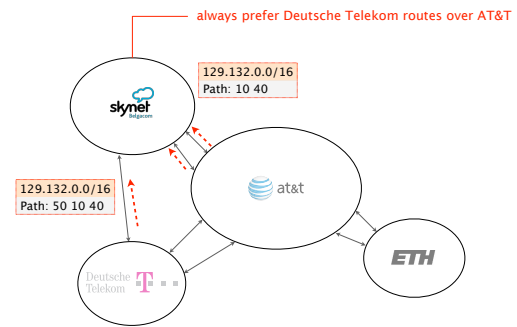 always prefer Deutsche Telekom routes over AT&T
129.132.0.0/16
Path: 10 40
skynet
Belgacom
at&t
129.132.0.0/16
Path: 50 10 40
ETH
Deutsche
Telekom
T